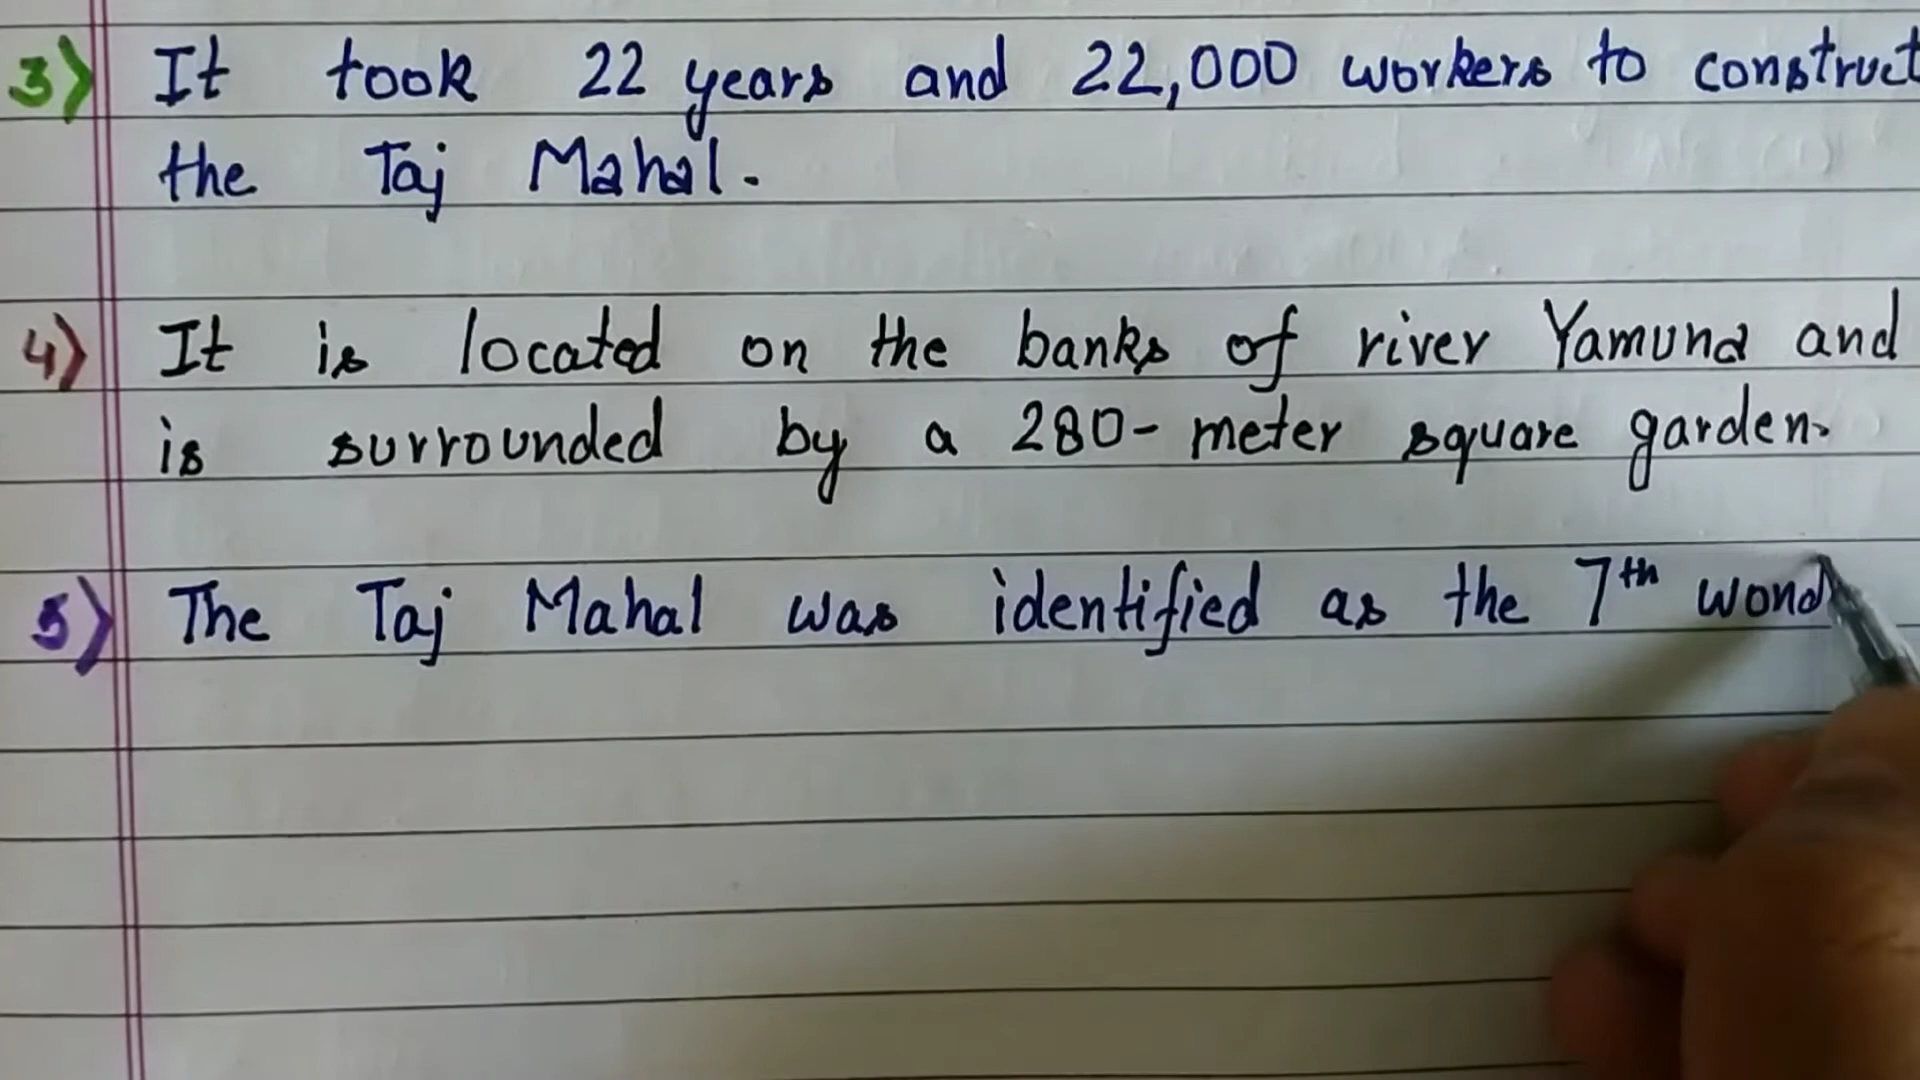 3) It took 22 years and 22,000 workers to construct
the Taj Mahal.
4) It is located on the banks of river Yamuna and
is surrounded by a 280-meter square garden.
5) The Taj Mahal was identified as the 7th wond